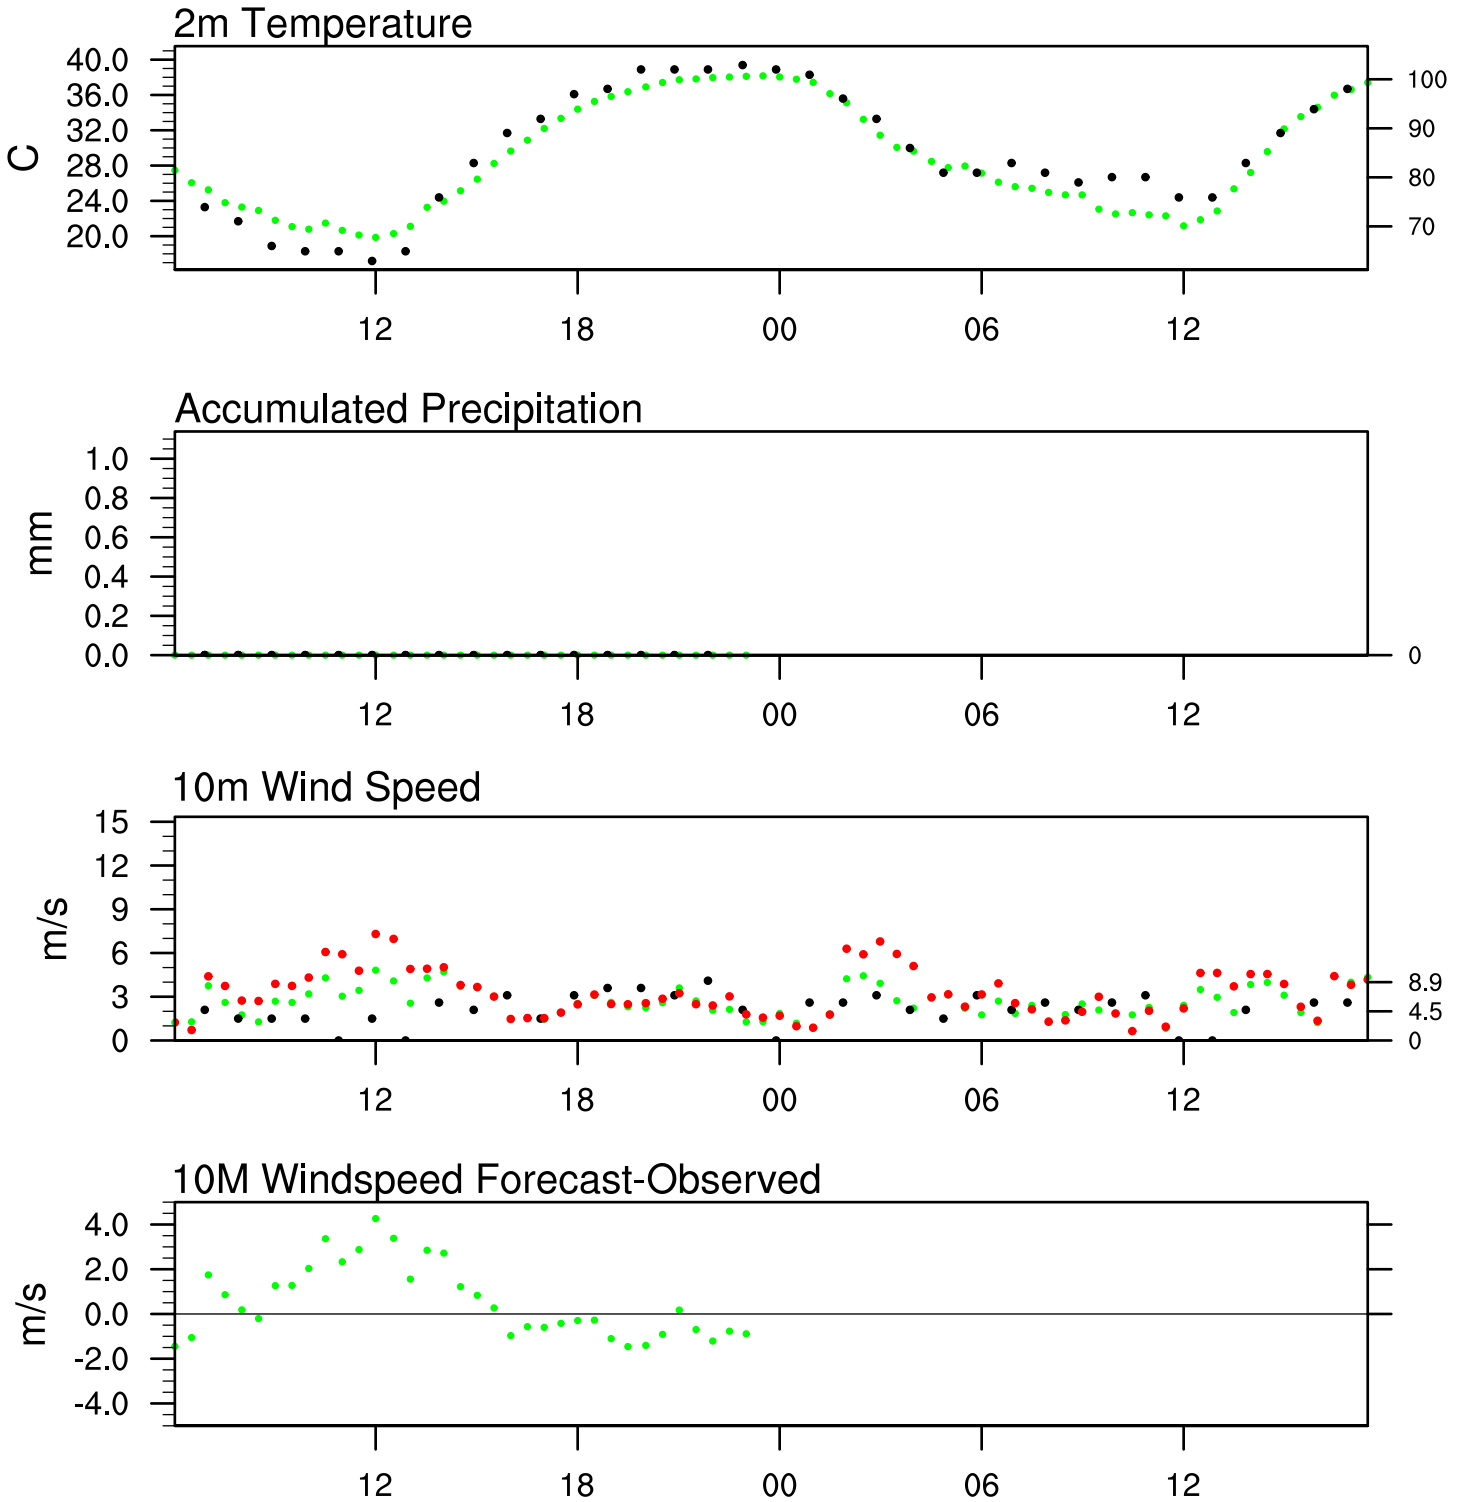 2m Temperature
40.0
36.0
32.0
28.0
24.0
20.0
C
100
90
80
70
12 18 00 06 12
Accumulated Precipitation
1.0
0.8
0.6
0.4
0.2
0.0
mm
0
12 18 00 06 12
10m Wind Speed
15
12
9
6
3
0
m/s
8.9
4.5
0
12 18 00 06 12
10M Windspeed Forecast-Observed
4.0
2.0
0.0
-2.0
-4.0
m/s
12 18 00 06 12